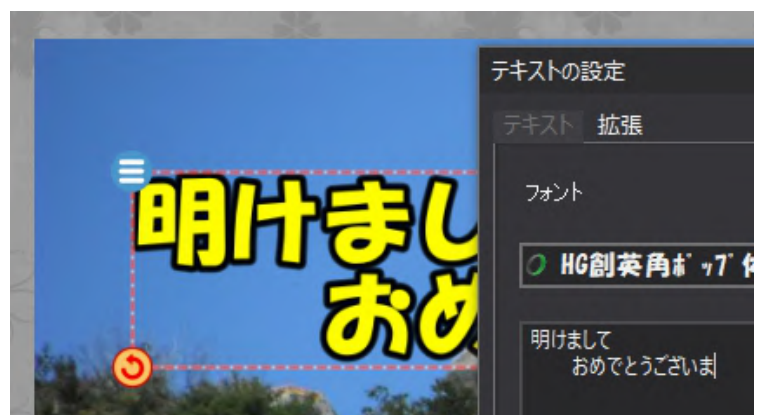 テキストの設定
テキスト 拡張
フォント
HG創英角ﾎﾟｯﾌﾟ体
明けまし
おめ
明けまして
おめでとうございま